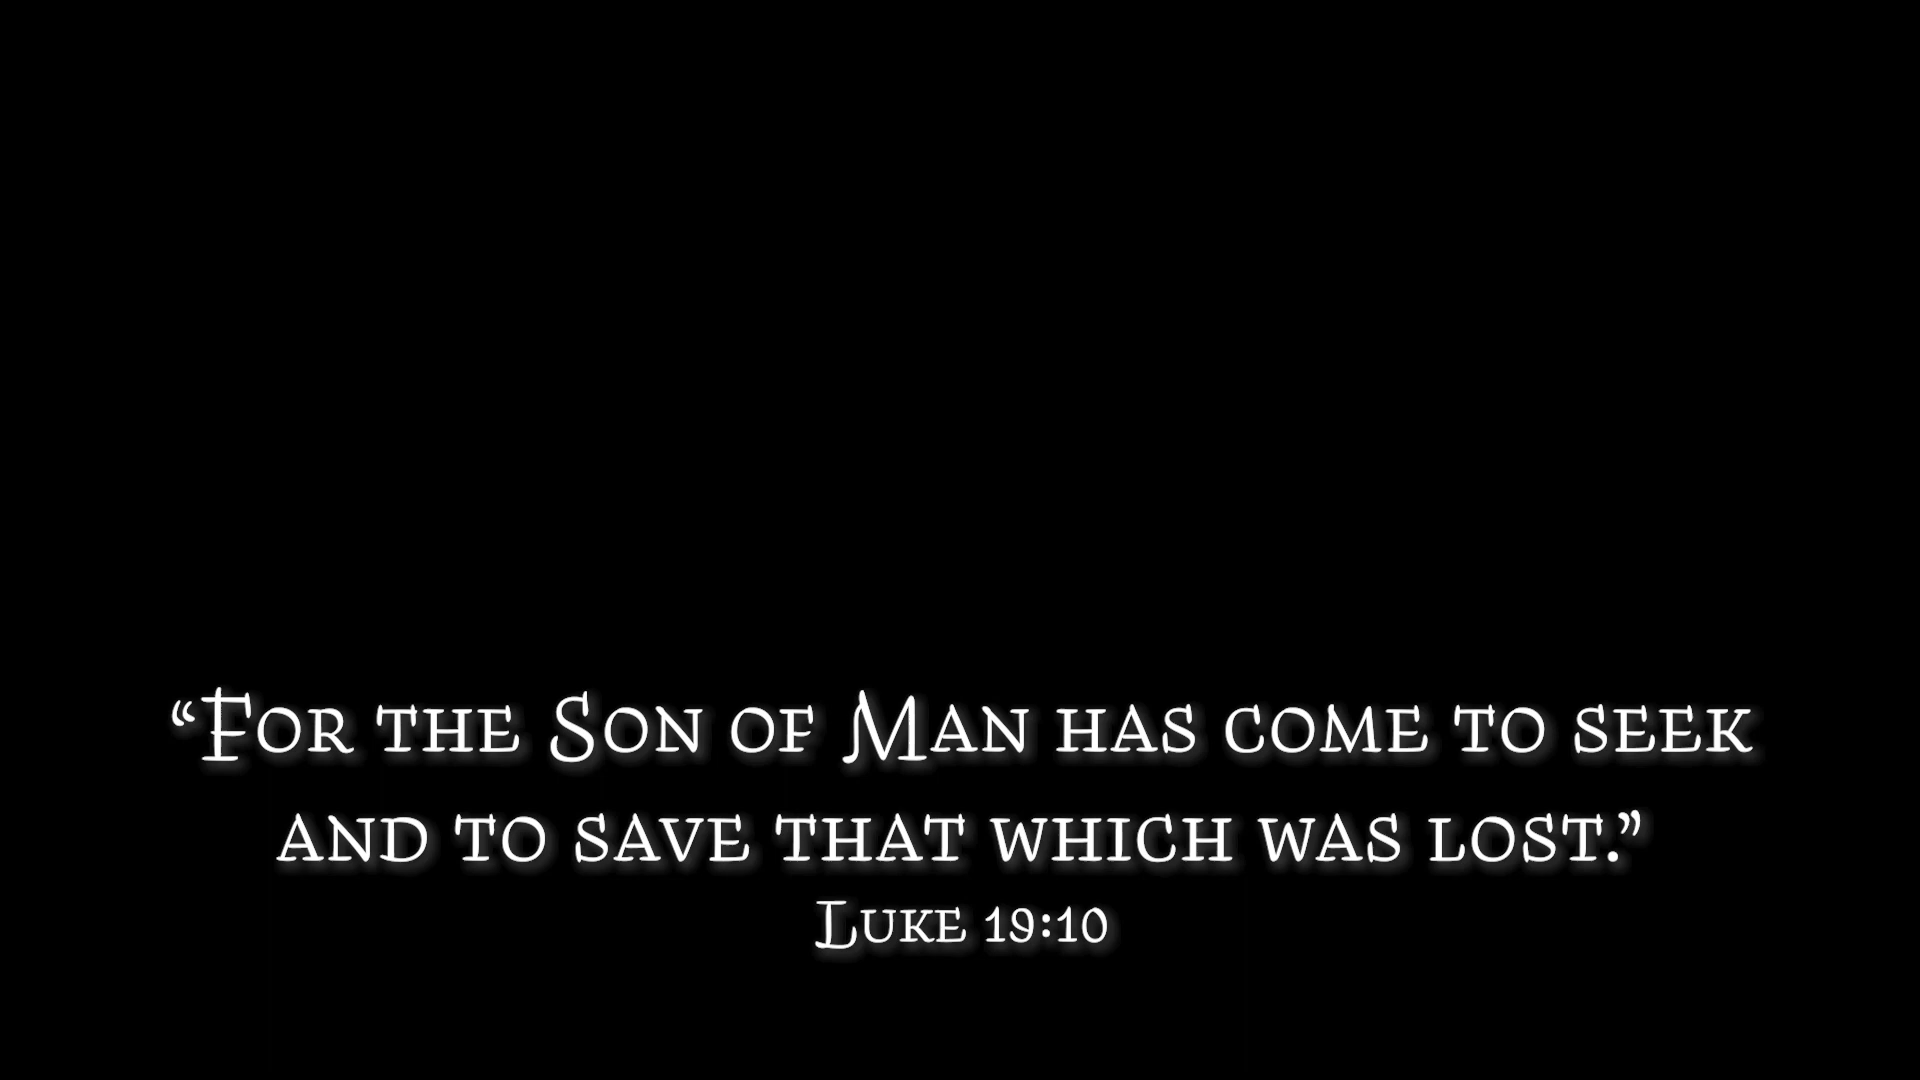 “For the Son of Man has come to seek
and to save that which was lost.”
Luke 19:10